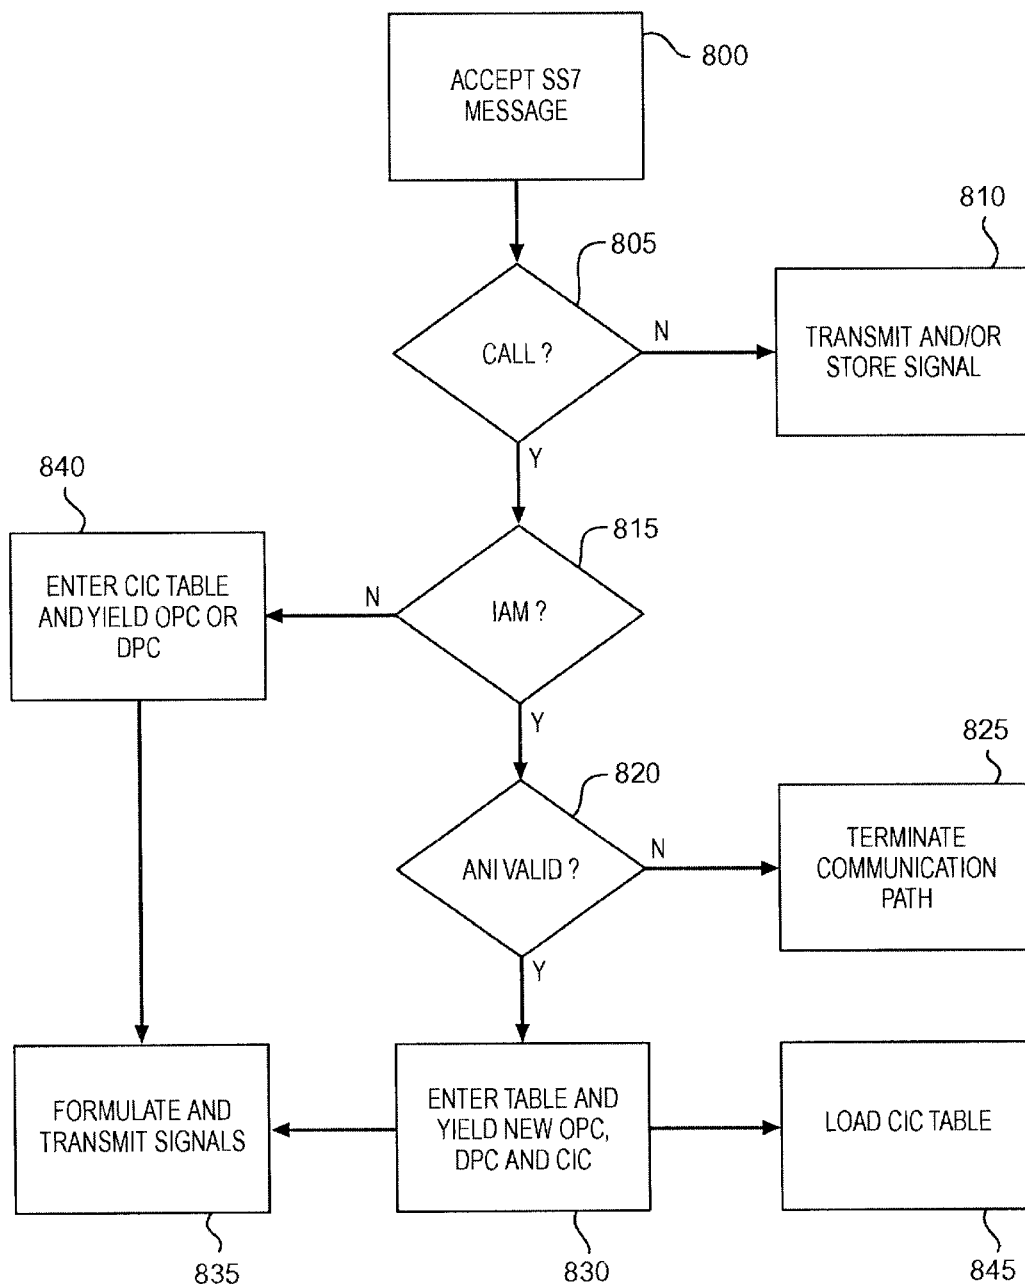 ACCEPT SS7
MESSAGE
800
805
810
CALL ?
N
TRANSMIT AND/OR
STORE SIGNAL
Y
840
815
ENTER CIC TABLE
AND YIELD OPC OR
DPC
N
IAM ?
Y
820
825
ANI VALID ?
N
TERMINATE
COMMUNICATION
PATH
Y
FORMULATE AND
TRANSMIT SIGNALS
ENTER TABLE AND
YIELD NEW OPC,
DPC AND CIC
LOAD CIC TABLE
835
830
845